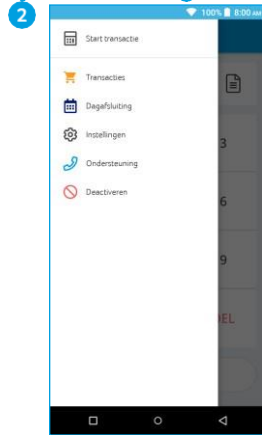 2
100% 8:00 AM
Start transactie
Transacties
Dagafsluiting
Instellingen
3
Ondersteuning
Deactiveren
6
9
DEL